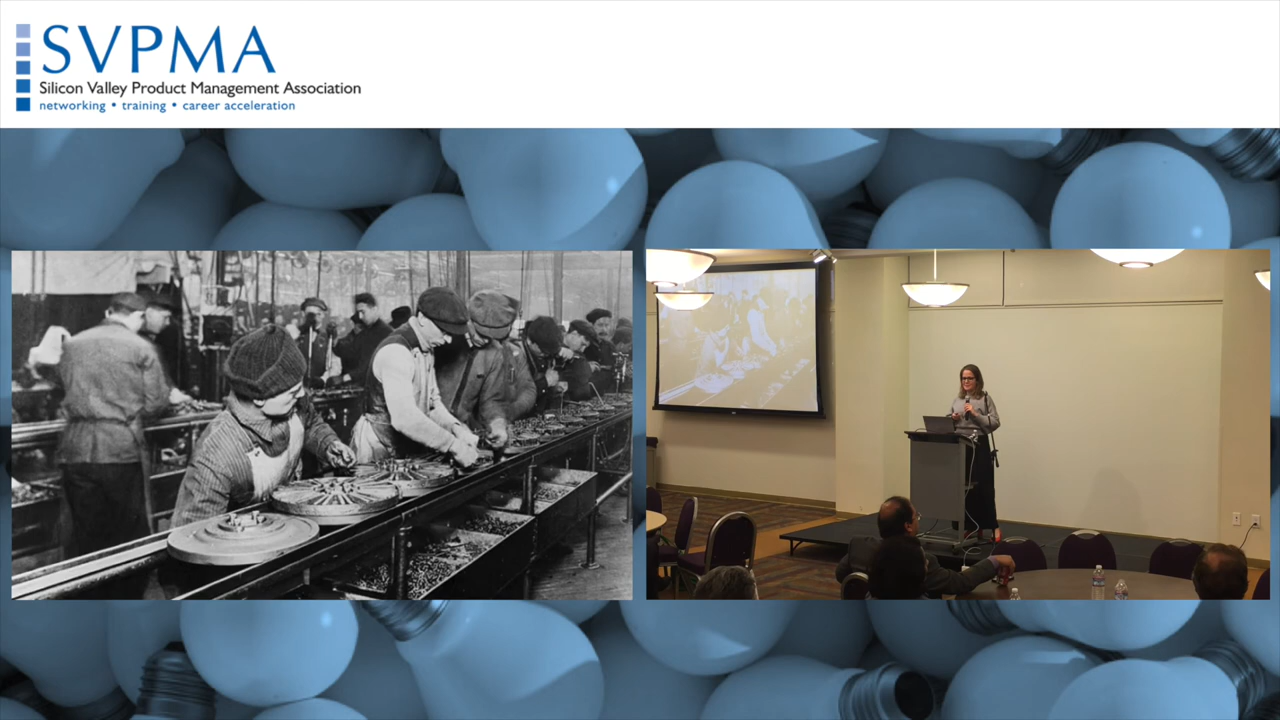 SVPMA
Silicon Valley Product Management Association
networking • training • career acceleration